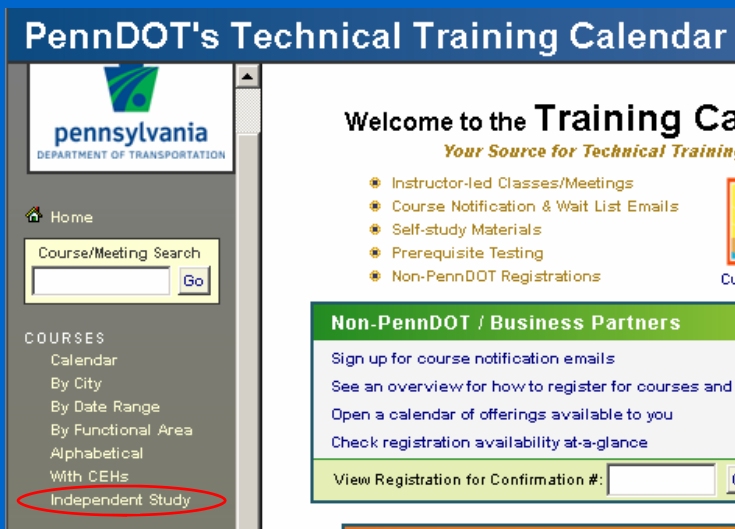 PennDOT's Technical Training Calendar
pennsylvania
DEPARTMENT OF TRANSPORTATION
Home
Course/Meeting Search
Go
COURSES
Calendar
By City
By Date Range
By Functional Area
Alphabetical
With CEHs
Independent Study
Welcome to the Training Ca
Your Source for Technical Training
Instructor-led Classes/Meetings
Course Notification & Wait List Emails
Self-study Materials
Prerequisite Testing
Non-PennDOT Registrations
Non-PennDOT / Business Partners
Sign up for course notification emails
See an overview for how to register for courses and
Open a calendar of offerings available to you
Check registration availability at-a-glance
View Registration for Confirmation #: